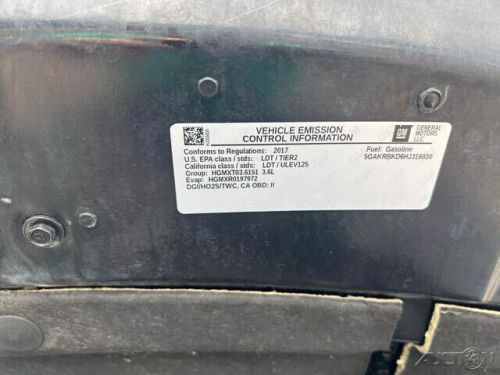 VEHICLE EMISSION
CONTROL INFORMATION
GM
GENERAL
MOTORS
LLC
Conforms to Regulations: 2017
Fuel: Gasoline
U.S. EPA class / stds: LDT / TIER2
5GAKRBKD6HJ316830
California class / stds: LDT / ULEV125
Group: HGMXT03.6151 3.6L
Evap: HGMXR0197972
DGI/HO2S/TWC, CA OBD: II